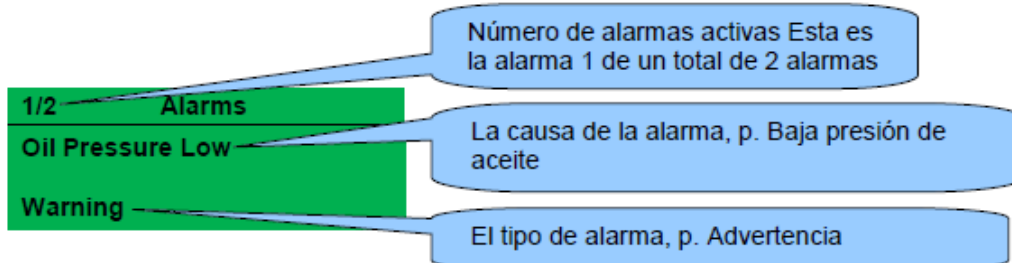 Número de alarmas activas Esta es
la alarma 1 de un total de 2 alarmas
1/2 Alarms
Oil Pressure Low
La causa de la alarma, p. Baja presión de
aceite
Warning
El tipo de alarma, p. Advertencia